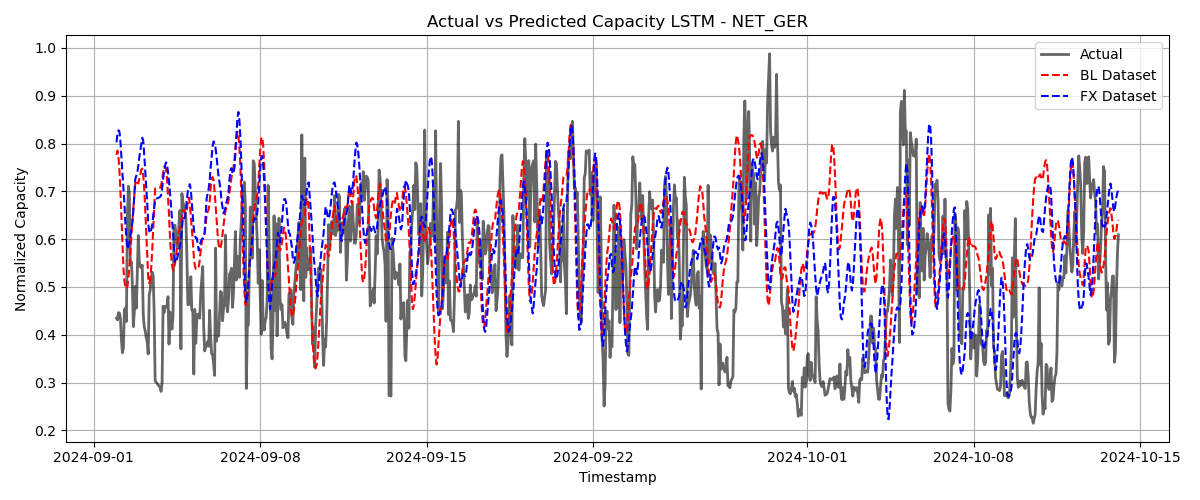 Actual vs Predicted Capacity LSTM - NET_GER
Normalized Capacity
1.0
0.9
0.8
0.7
0.6
0.5
0.4
0.3
0.2
Actual
BL Dataset
FX Dataset
2024-09-01
2024-09-08
2024-09-15
2024-09-22
2024-10-01
2024-10-08
2024-10-15
Timestamp